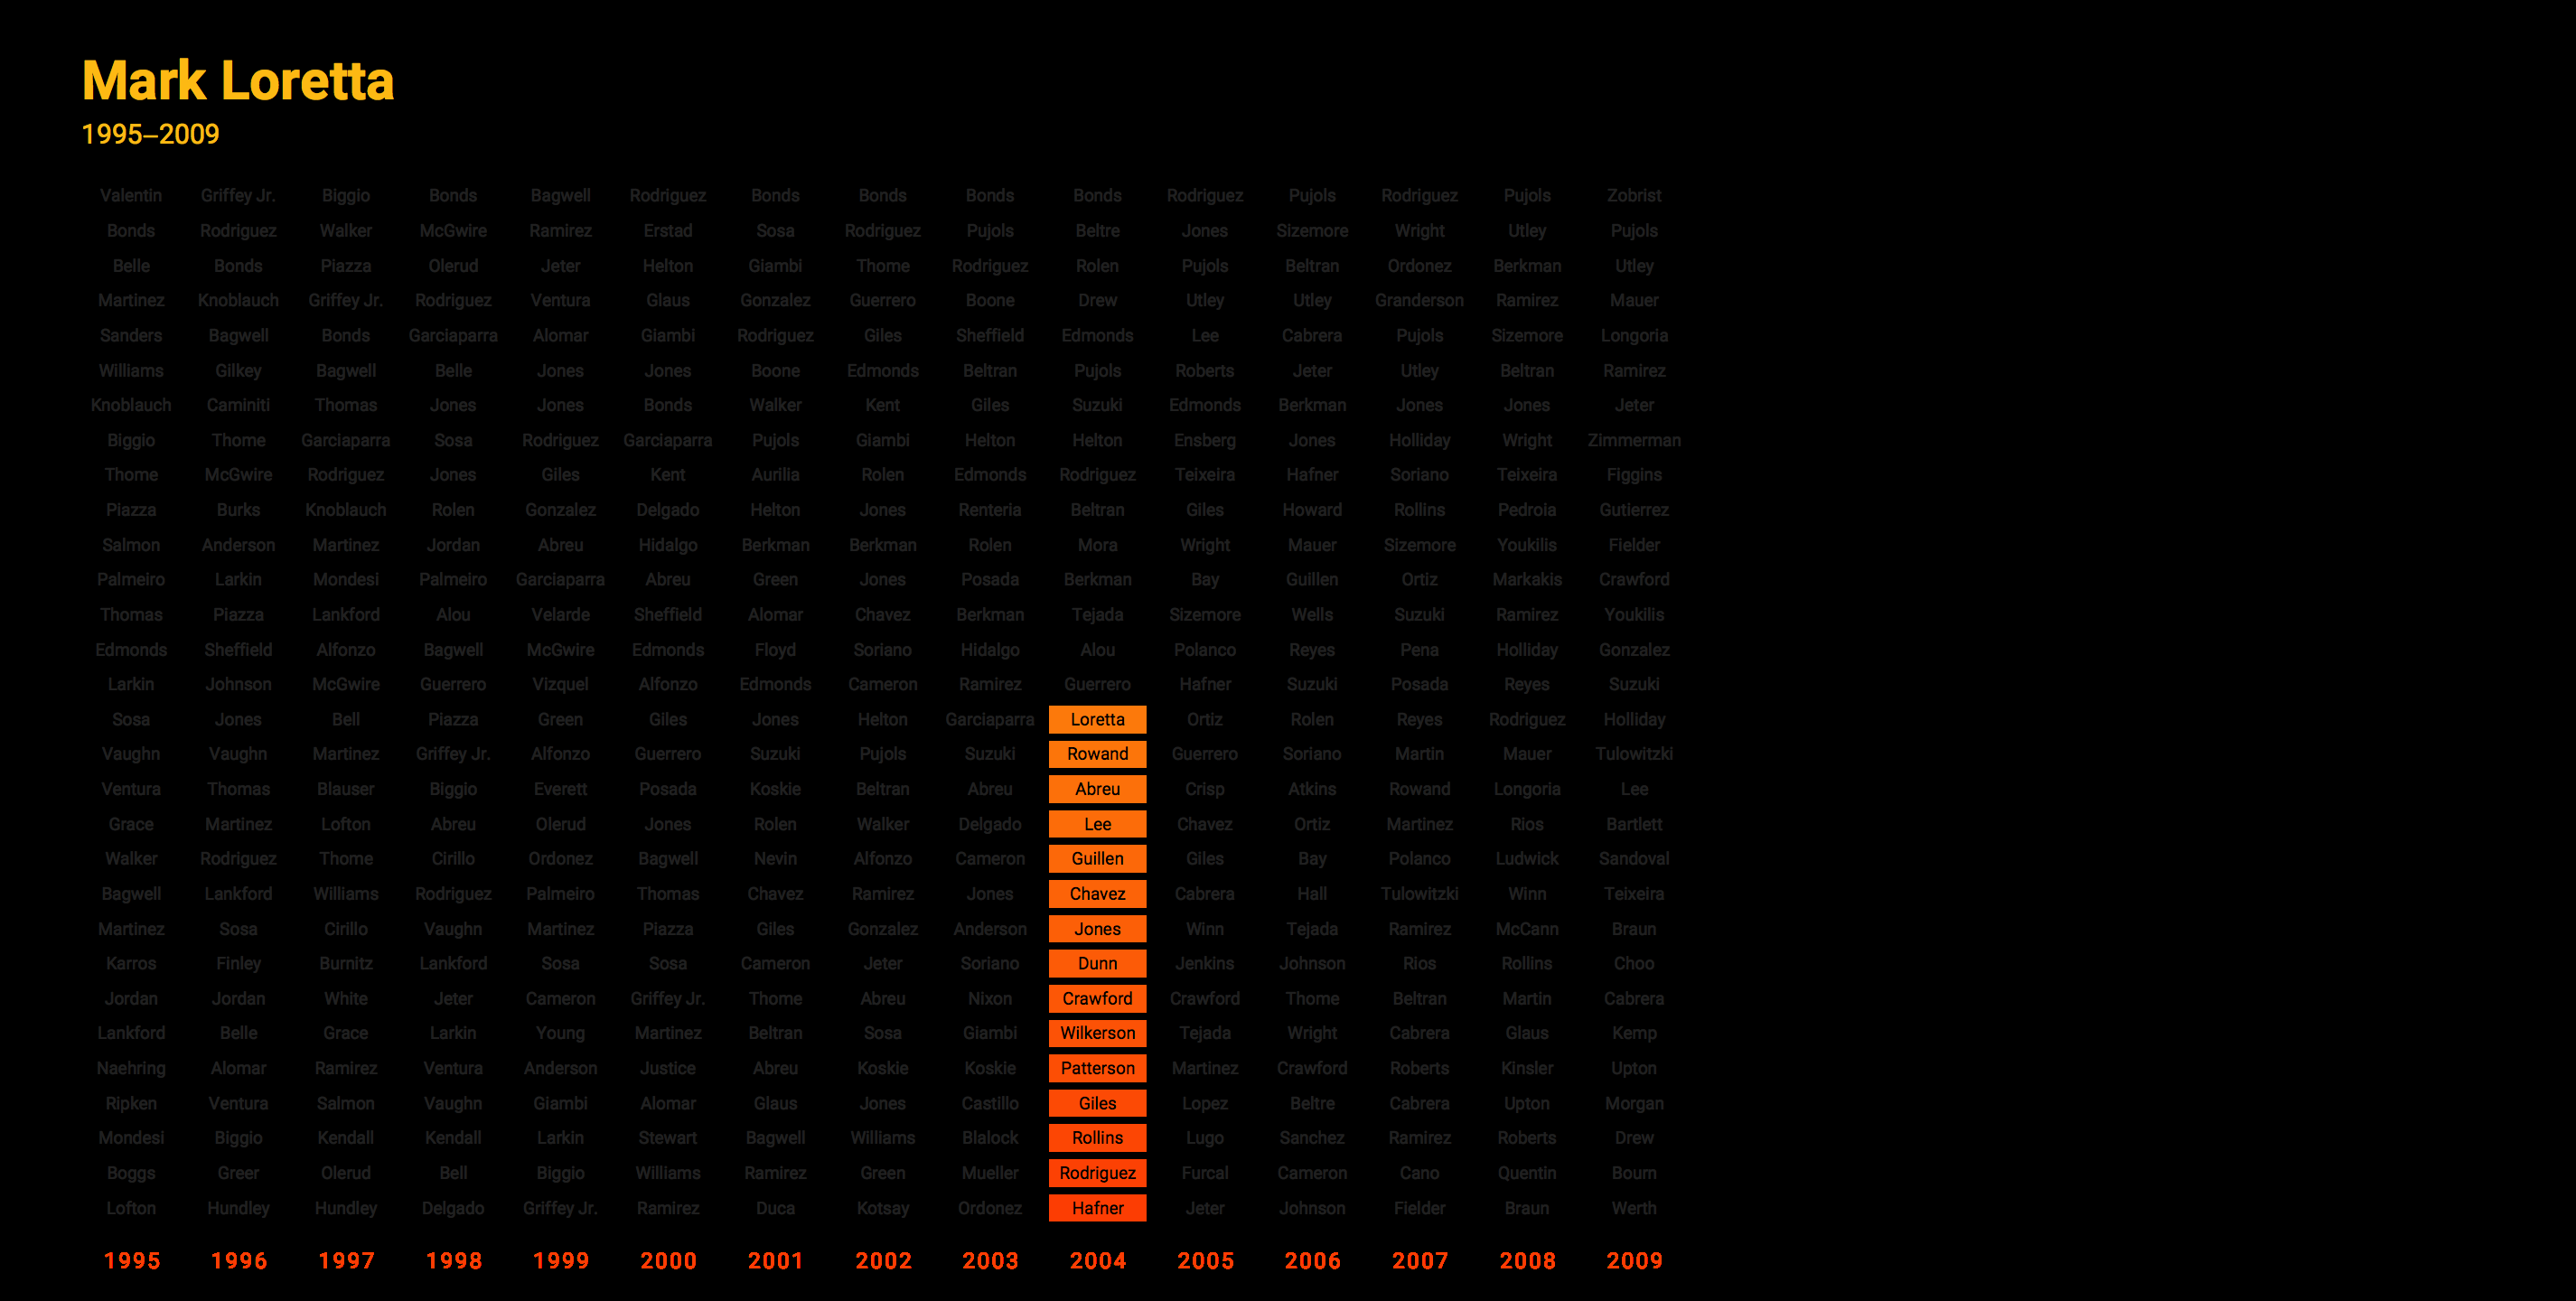 Mark Loretta
1995–2009
Valentin Griffey Jr. Biggio Bonds Bagwell Rodriguez Bonds Bonds Bonds Bonds Rodriguez Pujols Rodriguez Pujols Zobrist
Bonds Rodriguez Walker McGwire Ramirez Erstad Sosa Rodriguez Pujols Beltre Jones Sizemore Wright Utley Pujols
Belle Bonds Piazza Olerud Jeter Helton Giambi Thome Rodriguez Rolen Pujols Beltran Ordonez Berkman Utley
Martinez Knoblauch Griffey Jr. Rodriguez Ventura Glaus Gonzalez Guerrero Boone Drew Utley Utley Granderson Ramirez Mauer
Sanders Bagwell Bonds Garciaparra Alomar Giambi Rodriguez Giles Sheffield Edmonds Lee Cabrera Pujols Sizemore Longoria
Williams Gilkey Bagwell Belle Jones Jones Boone Edmonds Beltran Pujols Roberts Jeter Utley Beltran Ramirez
Knoblauch Caminiti Thomas Jones Jones Bonds Walker Kent Giles Suzuki Edmonds Berkman Jones Jones Jeter
Biggio Thome Garciaparra Sosa Rodriguez Garciaparra Pujols Giambi Helton Helton Ensberg Jones Holliday Wright Zimmerman
Thome McGwire Rodriguez Jones Giles Kent Aurilia Rolen Edmonds Rodriguez Teixeira Hafner Soriano Teixeira Figgins
Piazza Burks Knoblauch Rolen Gonzalez Delgado Helton Jones Renteria Beltran Giles Howard Rollins Pedroia Gutierrez
Salmon Anderson Martinez Jordan Abreu Hidalgo Berkman Berkman Rolen Mora Wright Mauer Sizemore Youkilis Fielder
Palmeiro Larkin Mondesi Palmeiro Garciaparra Abreu Green Jones Posada Berkman Bay Guillen Ortiz Markakis Crawford
Thomas Piazza Lankford Alou Velarde Sheffield Alomar Chavez Berkman Tejada Sizemore Wells Suzuki Ramirez Youkilis
Edmonds Sheffield Alfonzo Bagwell McGwire Edmonds Floyd Soriano Hidalgo Alou Polanco Reyes Pena Holliday Gonzalez
Larkin Johnson McGwire Guerrero Vizquel Alfonzo Edmonds Cameron Ramirez Guerrero Hafner Suzuki Posada Reyes Suzuki
Sosa Jones Bell Piazza Green Giles Jones Helton Garciaparra Loretta Ortiz Rolen Reyes Rodriguez Holliday
Vaughn Vaughn Martinez Griffey Jr. Alfonzo Guerrero Suzuki Pujols Suzuki Rowand Guerrero Soriano Martin Mauer Tulowitzki
Ventura Thomas Blauser Biggio Everett Posada Koskie Beltran Abreu Abreu Crisp Atkins Rowand Longoria Lee
Grace Martinez Lofton Abreu Olerud Jones Rolen Walker Delgado Lee Chavez Ortiz Martinez Rios Bartlett
Walker Rodriguez Thome Cirillo Ordonez Bagwell Nevin Alfonzo Cameron Guillen Giles Bay Polanco Ludwick Sandoval
Bagwell Lankford Williams Rodriguez Palmeiro Thomas Chavez Ramirez Jones Chavez Cabrera Hall Tulowitzki Winn Teixeira
Martinez Sosa Cirillo Vaughn Martinez Piazza Giles Gonzalez Anderson Jones Winn Tejada Ramirez McCann Braun
Karros Finley Burnitz Lankford Sosa Sosa Cameron Jeter Soriano Dunn Jenkins Johnson Rios Rollins Choo
Jordan Jordan White Jeter Cameron Griffey Jr. Thome Abreu Nixon Crawford Crawford Thome Beltran Martin Cabrera
Lankford Belle Grace Larkin Young Martinez Beltran Sosa Giambi Wilkerson Tejada Wright Cabrera Glaus Kemp
Naehring Alomar Ramirez Ventura Anderson Justice Abreu Koskie Koskie Patterson Martinez Crawford Roberts Kinsler Upton
Ripken Ventura Salmon Vaughn Giambi Alomar Glaus Jones Castillo Giles Lopez Beltre Cabrera Upton Morgan
Mondesi Biggio Kendall Kendall Larkin Stewart Bagwell Williams Blalock Rollins Lugo Sanchez Ramirez Roberts Drew
Boggs Greer Olerud Bell Biggio Williams Ramirez Green Mueller Rodriguez Furcal Cameron Cano Quentin Bourn
Lofton Hundley Hundley Delgado Griffey Jr. Ramirez Duca Kotsay Ordonez Hafner Jeter Johnson Fielder Braun Werth
1995 1996 1997 1998 1999 2000 2001 2002 2003 2004 2005 2006 2007 2008 2009